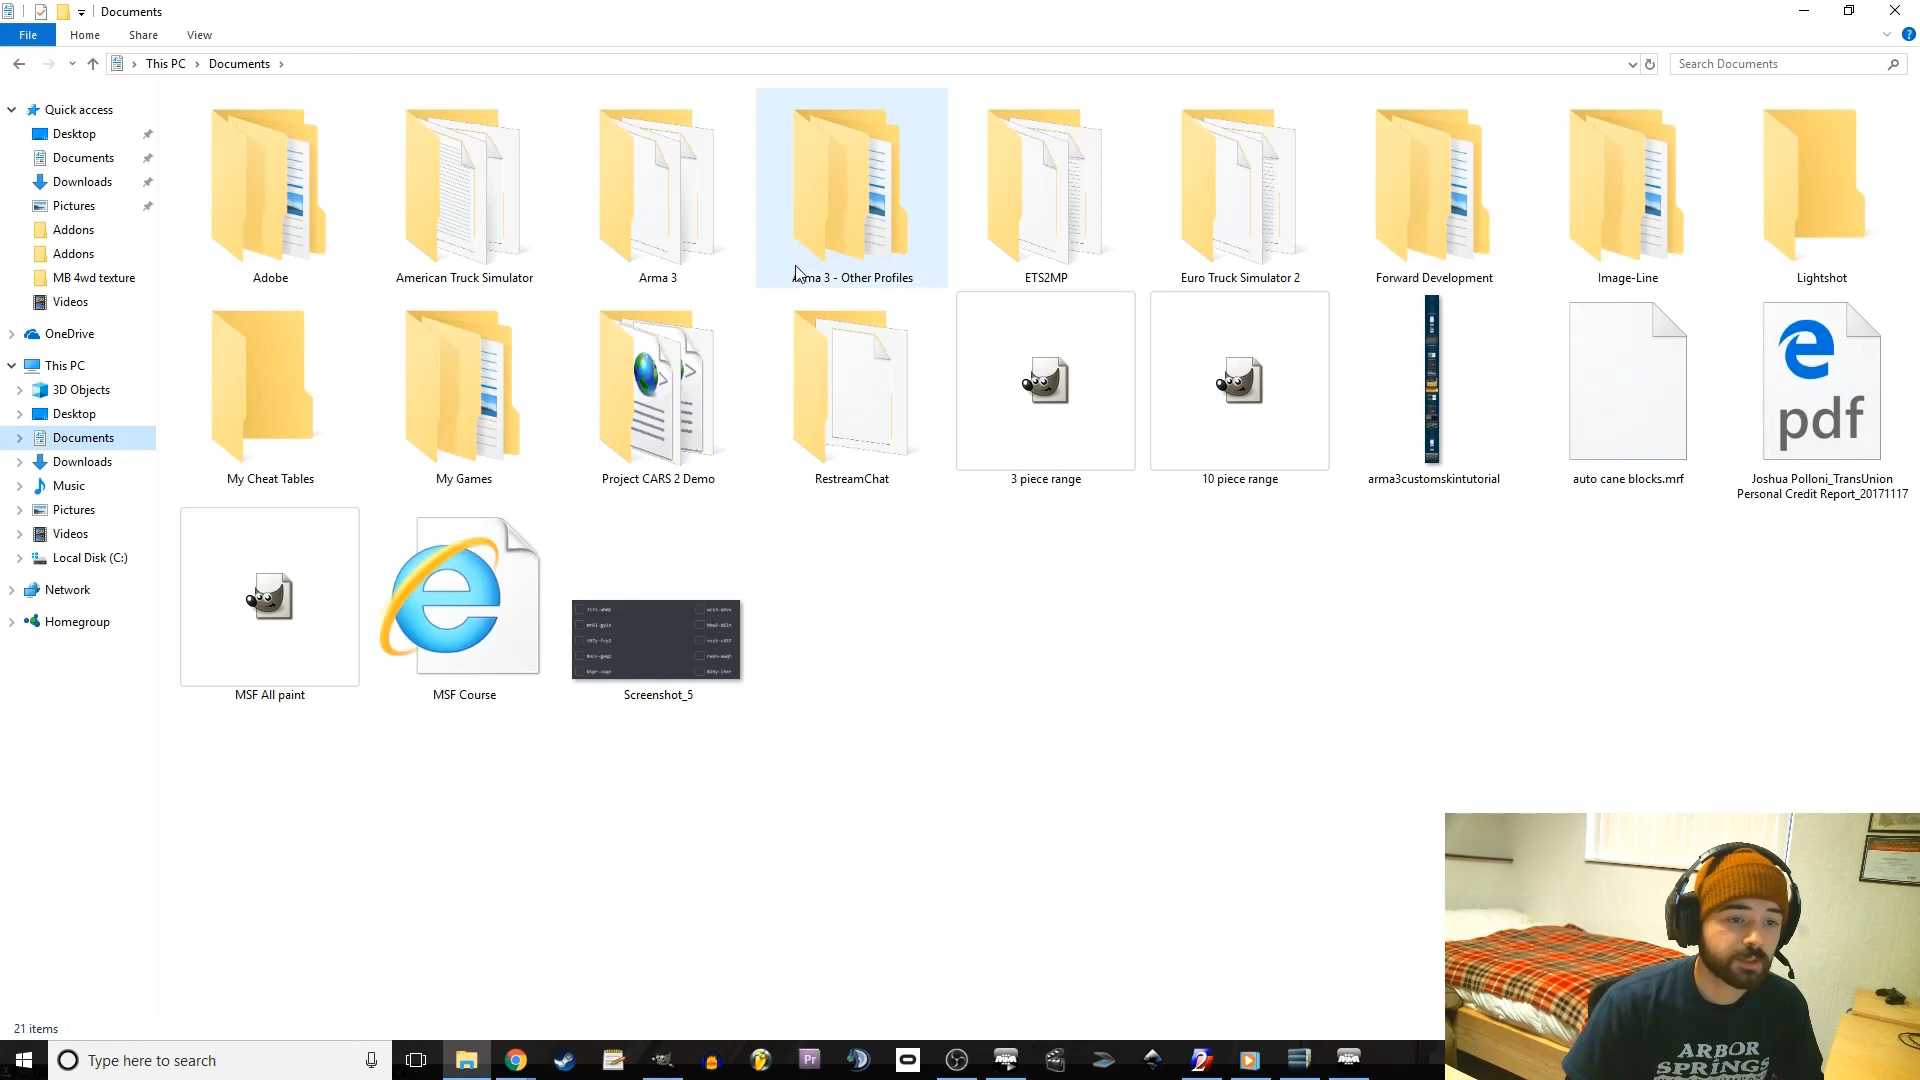 Documents
File
Home
Share
View
This PC
Documents
Search Documents
Quick access
Desktop
Documents
Downloads
Pictures
Addons
Addons
MB 4wd texture
Videos
OneDrive
This PC
3D Objects
Desktop
Documents
Downloads
Music
Pictures
Videos
Local Disk (C:)
Network
Homegroup
Adobe
American Truck Simulator
Arma 3
Arma 3 - Other Profiles
ETS2MP
Euro Truck Simulator 2
Forward Development
Image-Line
Lightshot
My Cheat Tables
My Games
Project CARS 2 Demo
RestreamChat
3 piece range
10 piece range
arma3customskintutorial
auto cane blocks.mrf
pdf
Joshua Polloni_TransUnion
Personal Credit Report_20171117
MSF All paint
MSF Course
Screenshot_5
21 items
Type here to search
Pr
ARBOR
SPRINGS